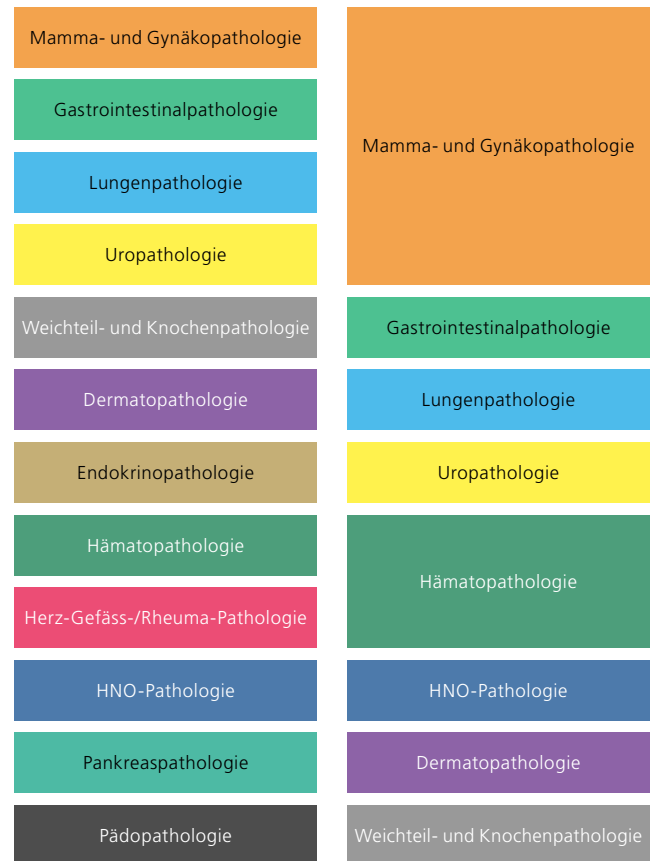 Mamma- und Gynäkopathologie
Gastrointestinalpathologie
Lungenpathologie
Uropathologie
Weichteil- und Knochenpathologie
Dermatopathologie
Endokrinopathologie
Hämatopathologie
Herz-Gefäss-/Rheuma-Pathologie
HNO-Pathologie
Pankreaspathologie
Pädopathologie
Mamma- und Gynäkopathologie
Gastrointestinalpathologie
Lungenpathologie
Uropathologie
Hämatopathologie
HNO-Pathologie
Dermatopathologie
Weichteil- und Knochenpathologie